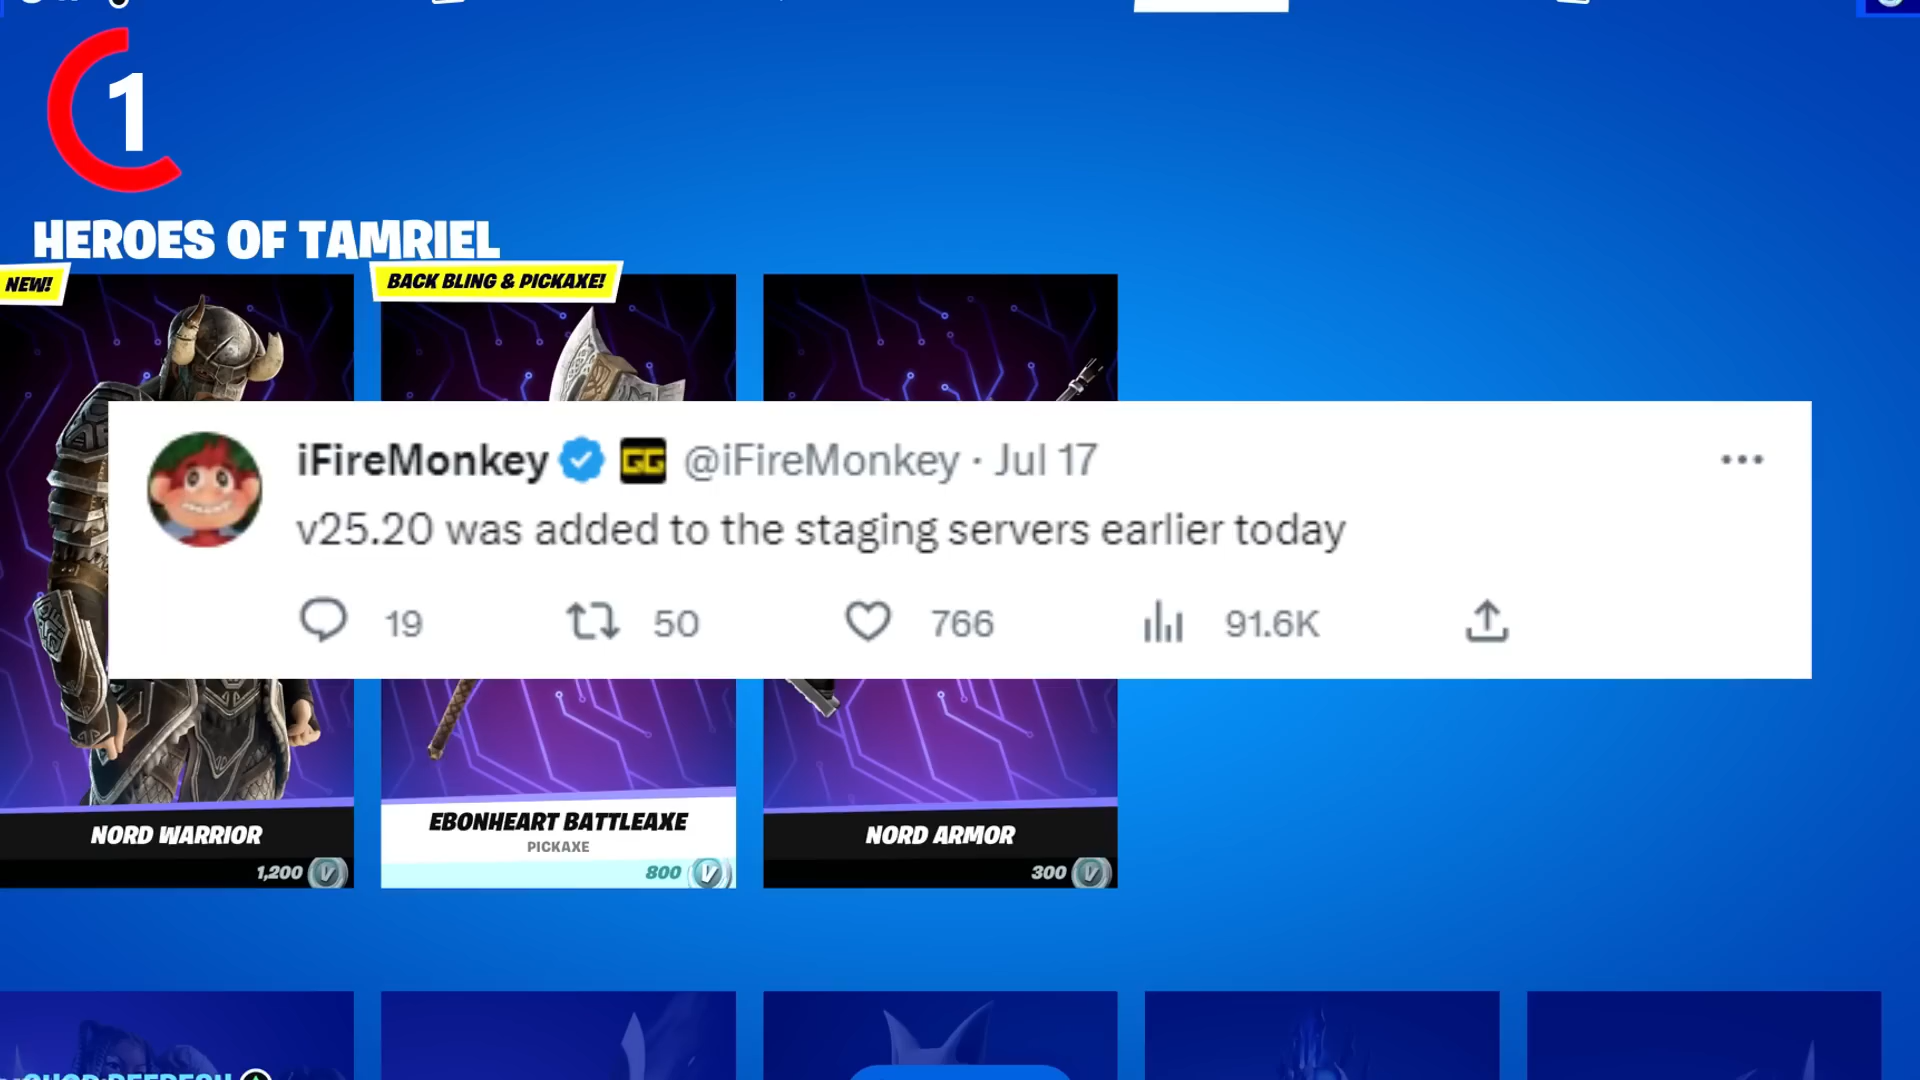 1
HEROES OF TAMRIEL
NEW!
BACK BLING & PICKAXE!
iFireMonkey GG @iFireMonkey · Jul 17
v25.20 was added to the staging servers earlier today
19 50 766 91.6K
NORD WARRIOR
1,200
EBONHEART BATTLEAXE
PICKAXE
800
NORD ARMOR
300